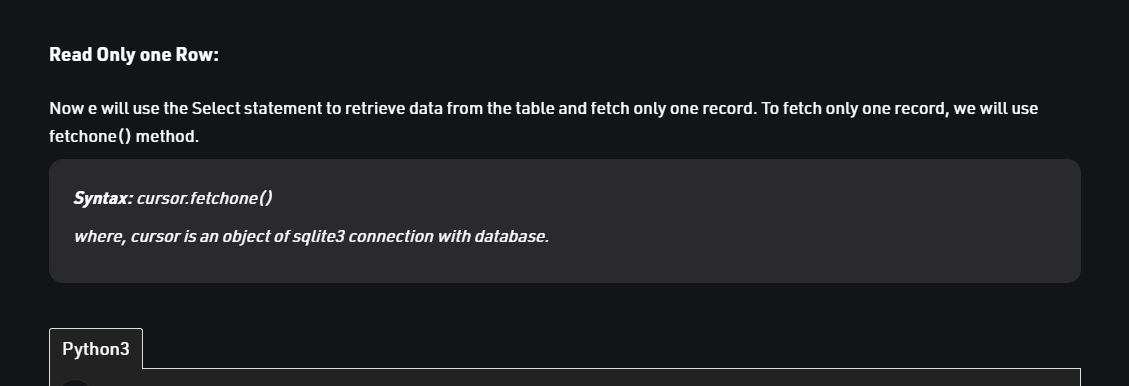 Read Only one Row:
Now e will use the Select statement to retrieve data from the table and fetch only one record. To fetch only one record, we will use
fetchone() method.
Syntax: cursor.fetchone()
where, cursor is an object of sqlite3 connection with database.
Python3